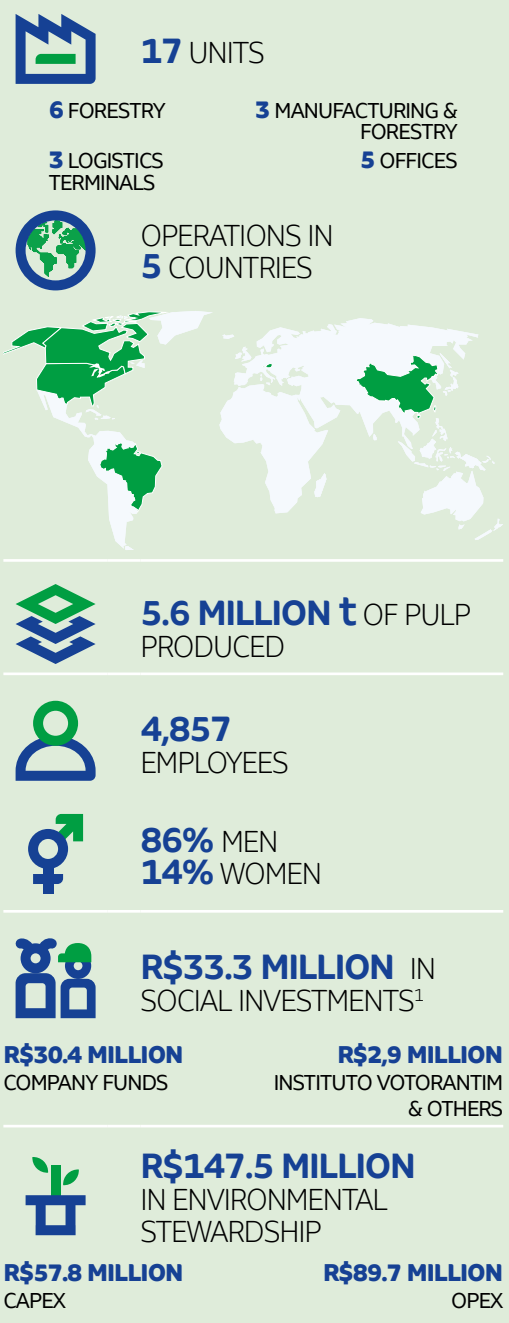 17 UNITS
6 FORESTRY
3 MANUFACTURING &
FORESTRY
3 LOGISTICS
TERMINALS
5 OFFICES
OPERATIONS IN
5 COUNTRIES
5.6 MILLION t OF PULP
PRODUCED
4,857
EMPLOYEES
86% MEN
14% WOMEN
R$33.3 MILLION IN
SOCIAL INVESTMENTS¹
R$30.4 MILLION
COMPANY FUNDS
R$2,9 MILLION
INSTITUTO VOTORANTIM
& OTHERS
R$147.5 MILLION
IN ENVIRONMENTAL
STEWARDSHIP
R$57.8 MILLION
CAPEX
R$89.7 MILLION
OPEX